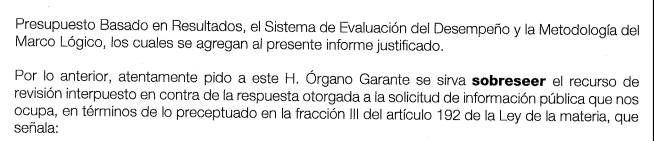 Presupuesto Basado en Resultados, el Sistema de Evaluación del Desempeño y la Metodología del
Marco Lógico, los cuales se agregan al presente informe justificado.
Por lo anterior, atentamente pido a este H. Órgano Garante se sirva sobreseer el recurso de
revisión interpuesto en contra de la respuesta otorgada a la solicitud de información pública que nos
ocupa, en términos de lo preceptuado en la fracción III del artículo 192 de la Ley de la materia, que
señala: